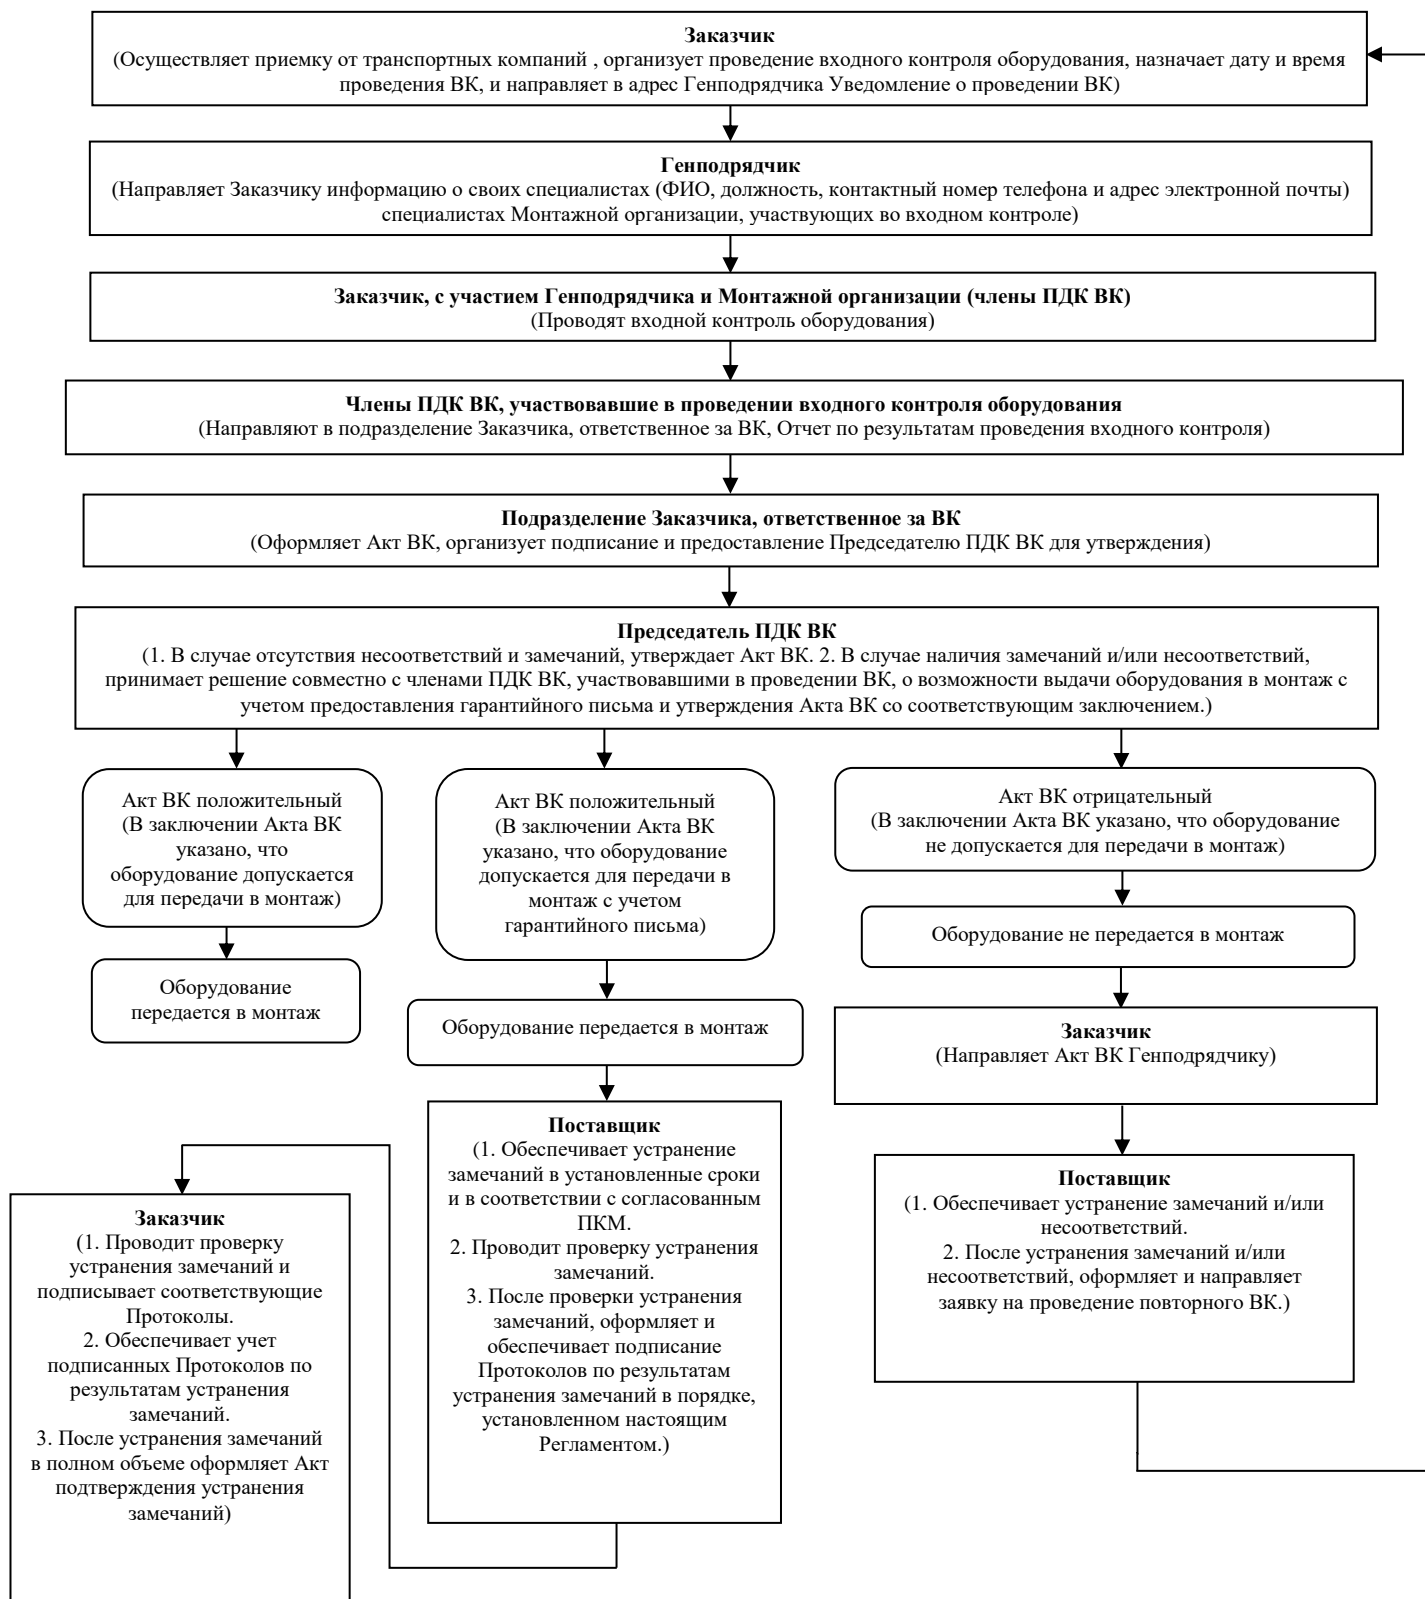 Заказчик
(Осуществляет приемку от транспортных компаний , организует проведение входного контроля оборудования, назначает дату и время
проведения ВК, и направляет в адрес Генподрядчика Уведомление о проведении ВК)
Генподрядчик
(Направляет Заказчику информацию о своих специалистах (ФИО, должность, контактный номер телефона и адрес электронной почты)
специалистах Монтажной организации, участвующих во входном контроле)
Заказчик, с участием Генподрядчика и Монтажной организации (члены ПДК ВК)
(Проводят входной контроль оборудования)
Члены ПДК ВК, участвовавшие в проведении входного контроля оборудования
(Направляют в подразделение Заказчика, ответственное за ВК, Отчет по результатам проведения входного контроля)
Подразделение Заказчика, ответственное за ВК
(Оформляет Акт ВК, организует подписание и предоставление Председателю ПДК ВК для утверждения)
Председатель ПДК ВК
(1. В случае отсутствия несоответствий и замечаний, утверждает Акт ВК. 2. В случае наличия замечаний и/или несоответствий,
принимает решение совместно с членами ПДК ВК, участвовавшими в проведении ВК, о возможности выдачи оборудования в монтаж с
учетом предоставления гарантийного письма и утверждения Акта ВК со соответствующим заключением.)
Акт ВК положительный
(В заключении Акта ВК
указано, что
оборудование допускается
для передачи в монтаж)
Оборудование
передается в монтаж
Акт ВК положительный
(В заключении Акта ВК
указано, что оборудование
допускается для передачи в
монтаж с учетом
гарантийного письма)
Оборудование передается в монтаж
Поставщик
(1. Обеспечивает устранение
замечаний в установленные сроки
и в соответствии с согласованным
ПКМ.
2. Проводит проверку устранения
замечаний.
3. После проверки устранения
замечаний, оформляет и
обеспечивает подписание
Протоколов по результатам
устранения замечаний в порядке,
установленном настоящим
Регламентом.)
Заказчик
(1. Проводит проверку
устранения замечаний и
подписывает соответствующие
Протоколы.
2. Обеспечивает учет
подписанных Протоколов по
результатам устранения
замечаний.
3. После устранения замечаний
в полном объеме оформляет Акт
подтверждения устранения
замечаний)
Акт ВК отрицательный
(В заключении Акта ВК указано, что оборудование
не допускается для передачи в монтаж)
Оборудование не передается в монтаж
Заказчик
(Направляет Акт ВК Генподрядчику)
Поставщик
(1. Обеспечивает устранение замечаний и/или
несоответствий.
2. После устранения замечаний и/или
несоответствий, оформляет и направляет
заявку на проведение повторного ВК.)